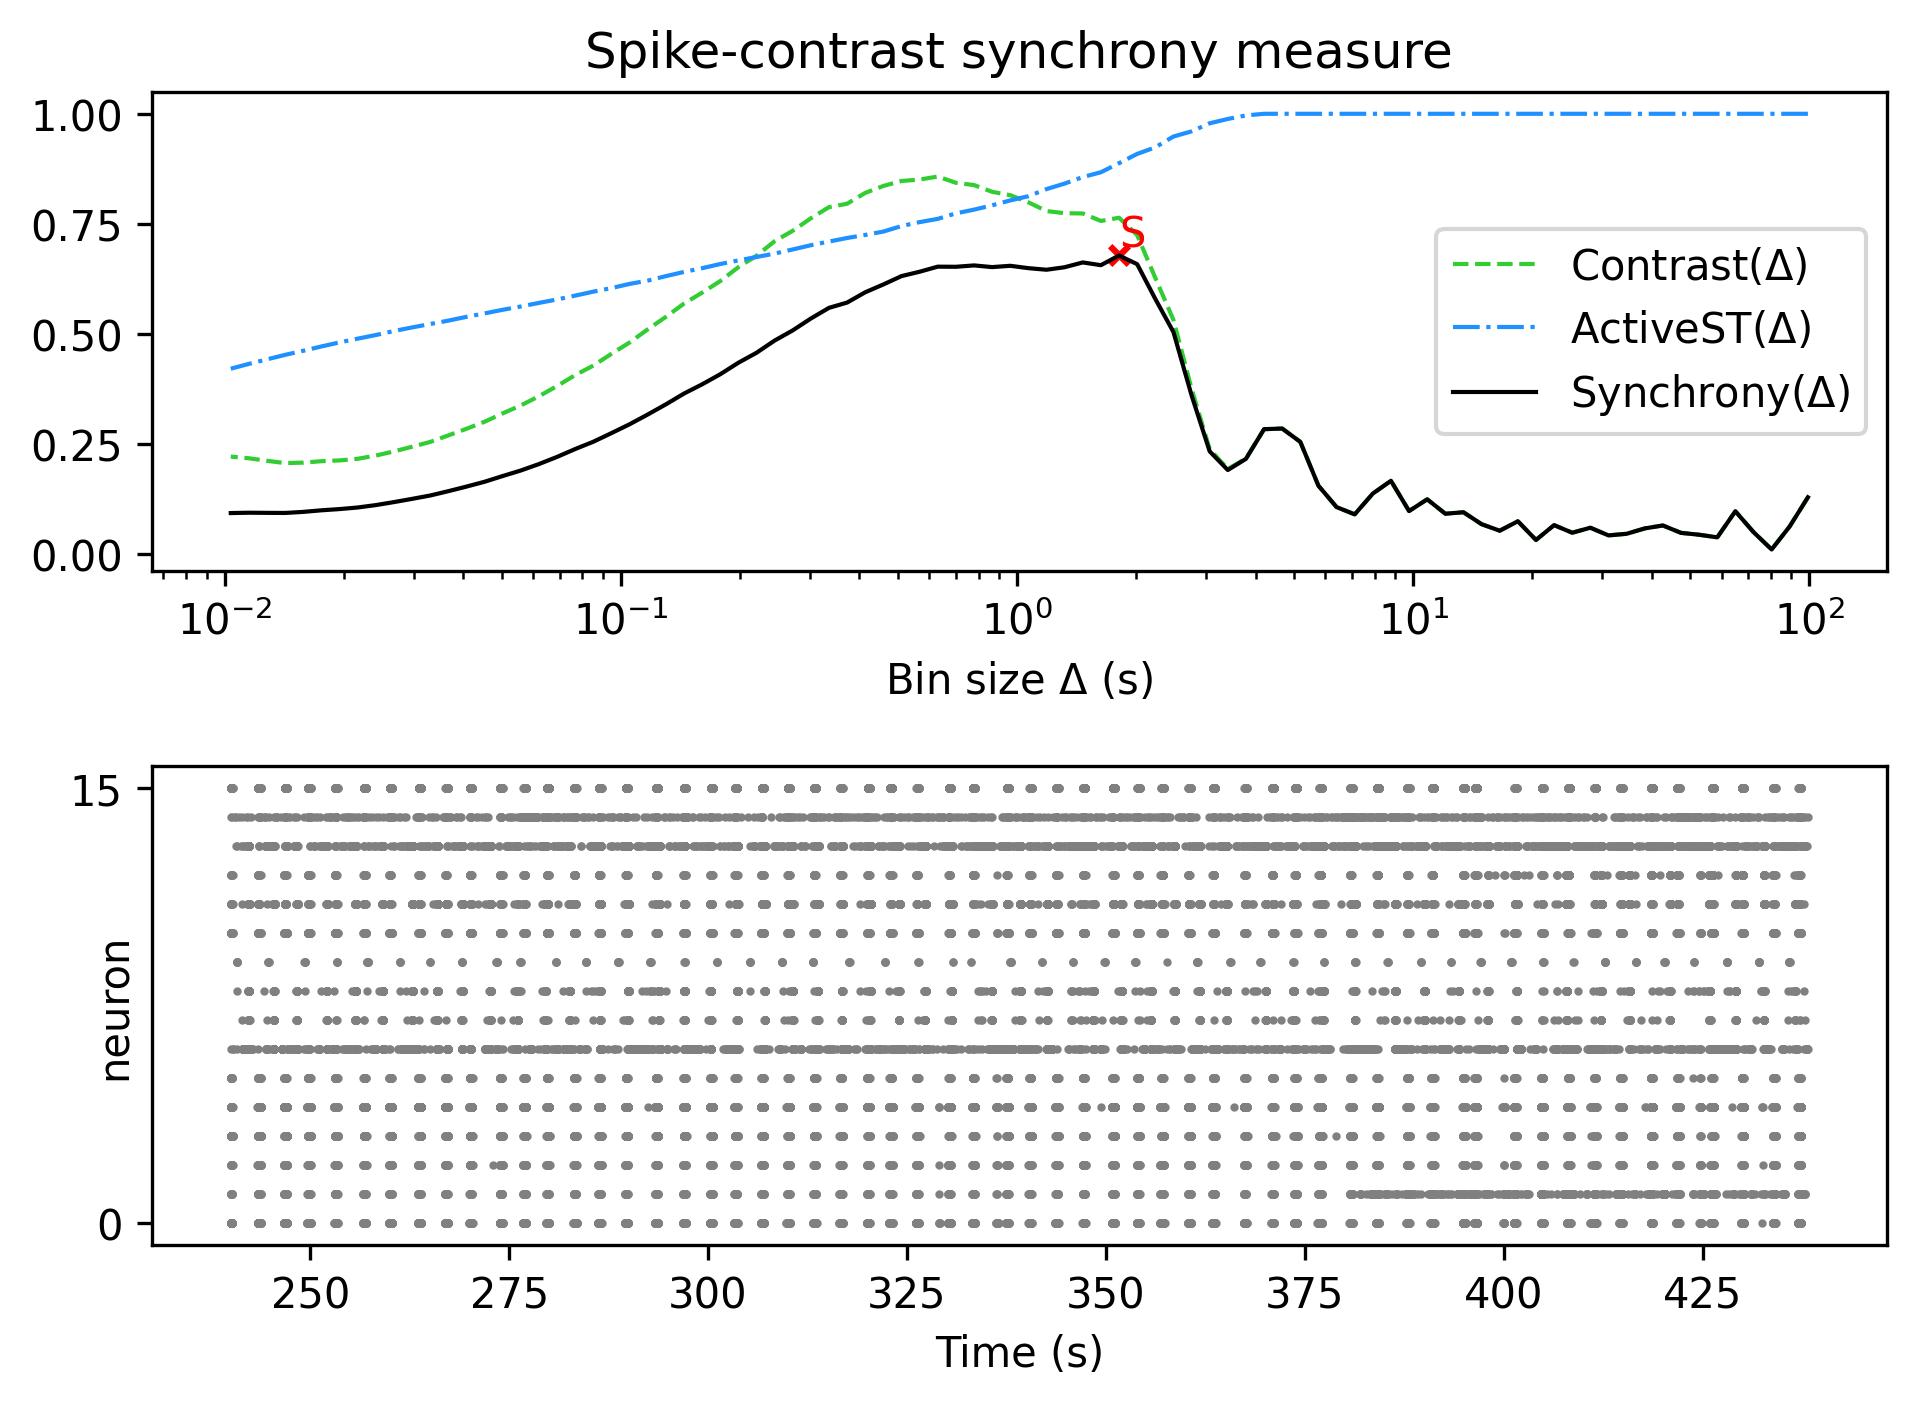 Spike-contrast synchrony measure
1.00
0.75
0.50
0.25
0.00
S
Contrast(Δ)
ActiveST(Δ)
Synchrony(Δ)
10⁻² 10⁻¹ 10⁰ 10¹ 10²
Bin size Δ (s)
15
0
neuron
250 275 300 325 350 375 400 425
Time (s)